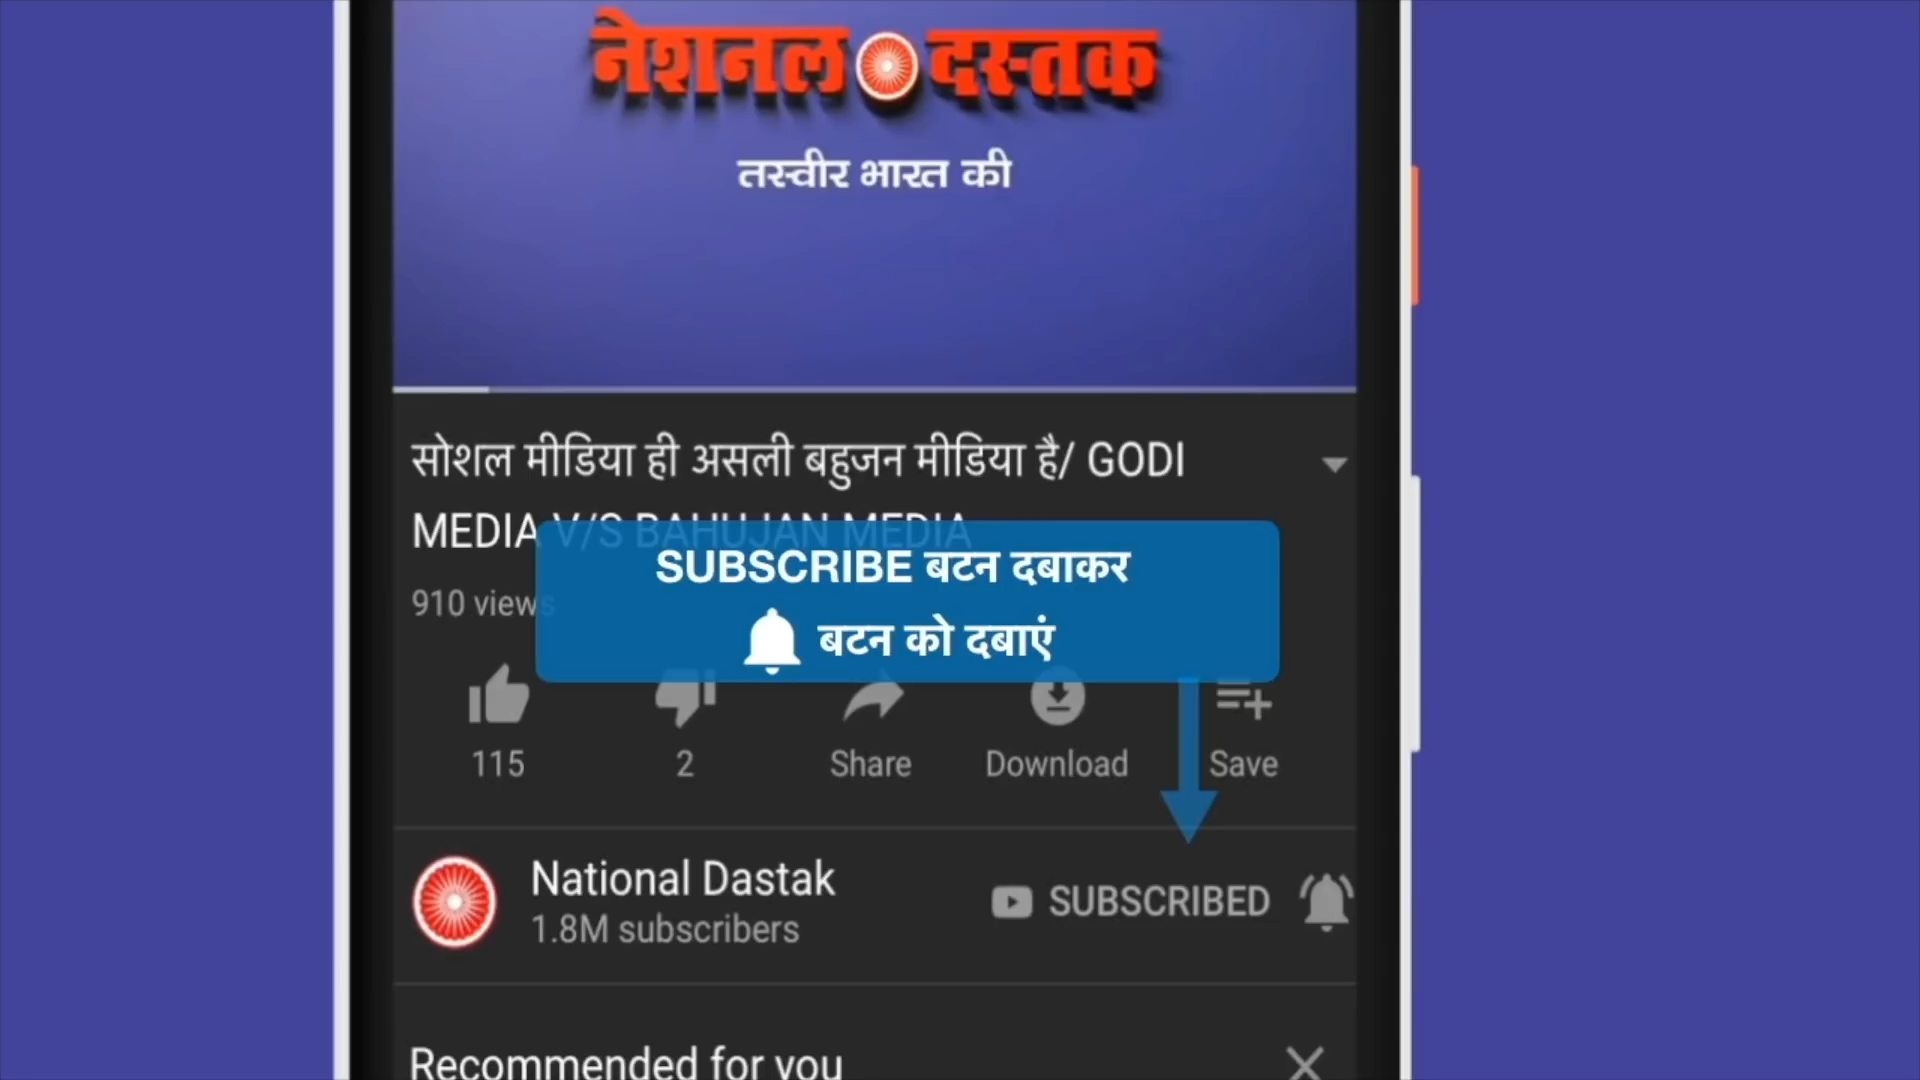 नेशनल दस्तक
तस्वीर भारत की
सोशल मीडिया ही असली बहुजन मीडिया है/ GODI
MEDIA V/S BAHUJAN MEDIA
SUBSCRIBE बटन दबाकर
बटन को दबाएं
910 views
115
2
Share
Download
Save
National Dastak
1.8M subscribers
SUBSCRIBED
Recommended for you